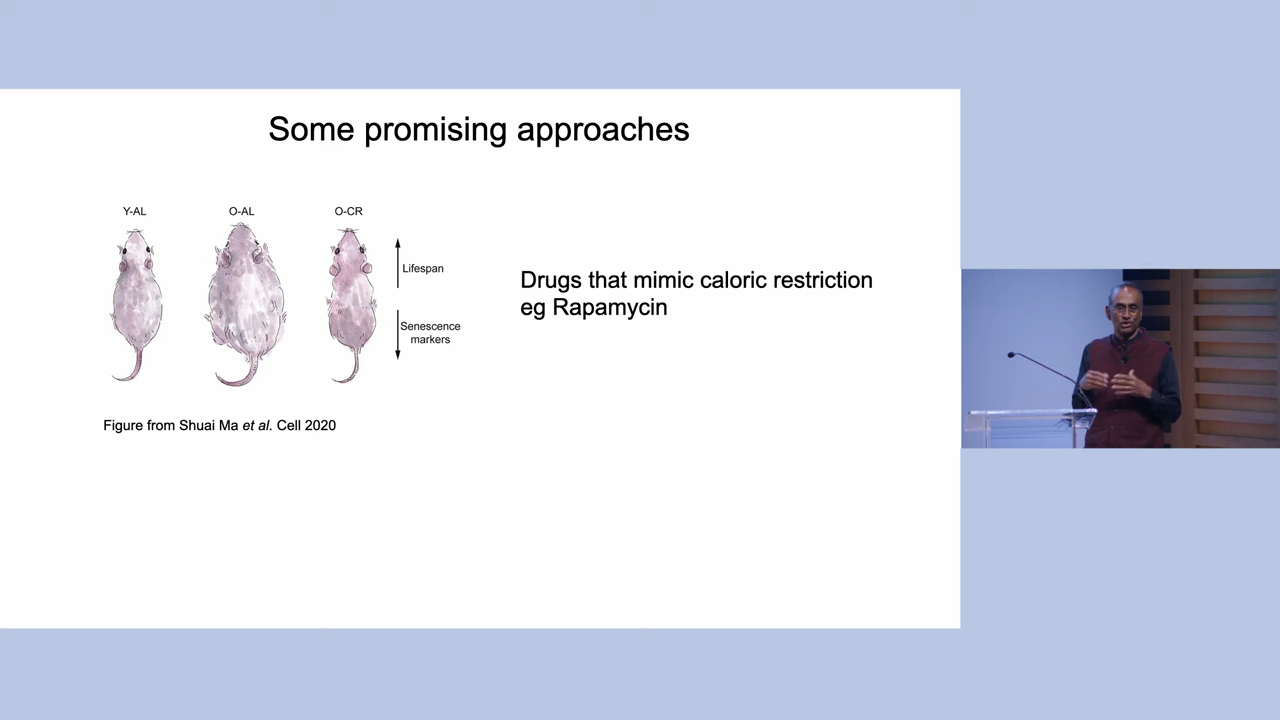 Some promising approaches
Y-AL
O-AL
O-CR
Lifespan
Senescence
markers
Drugs that mimic caloric restriction
eg Rapamycin
Figure from Shuai Ma et al. Cell 2020